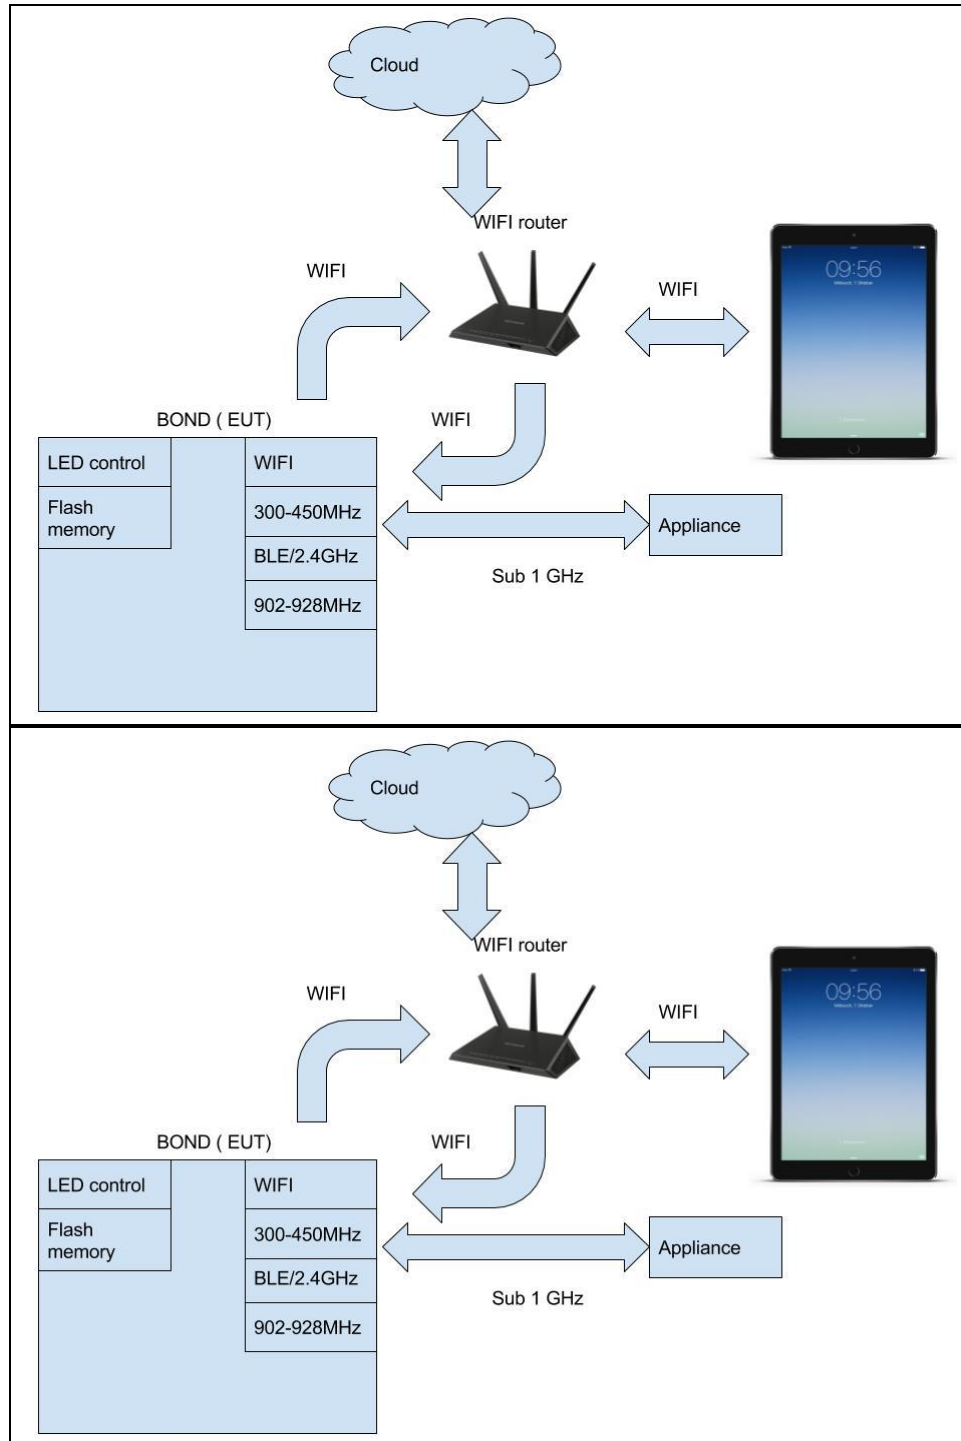 Cloud
WIFI router
WIFI
WIFI
09:56
BOND ( EUT)
WIFI
LED control
WIFI
Flash
memory
300-450MHz
Appliance
BLE/2.4GHz
Sub 1 GHz
902-928MHz
Cloud
WIFI router
WIFI
WIFI
09:56
BOND ( EUT)
WIFI
LED control
WIFI
Flash
memory
300-450MHz
Appliance
BLE/2.4GHz
Sub 1 GHz
902-928MHz